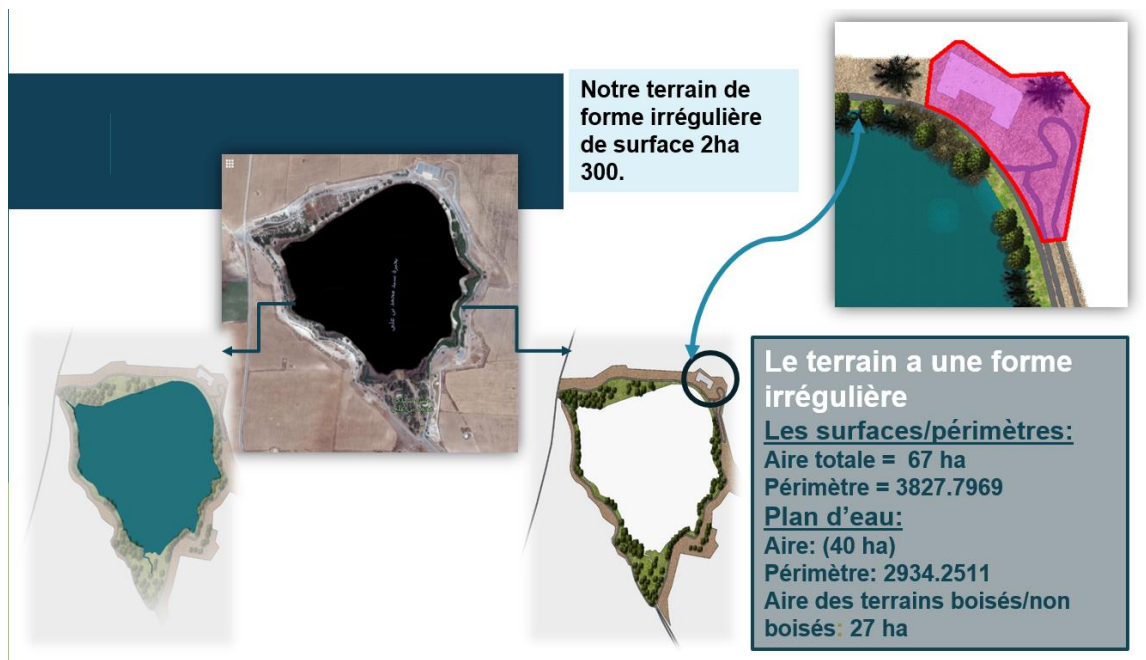 Notre terrain de
forme irrégulière
de surface 2ha
300.
Le terrain a une forme
irrégulière
Les surfaces/périmètres:
Aire totale = 67 ha
Périmètre = 3827.7969
Plan d’eau:
Aire: (40 ha)
Périmètre: 2934.2511
Aire des terrains boisés/non
boisés: 27 ha